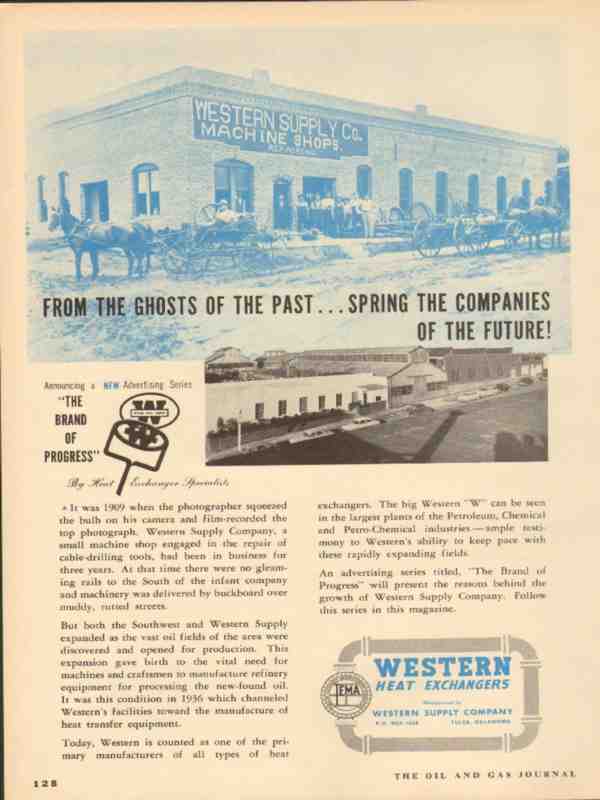 WESTERN SUPPLY CO.
MACHINE SHOPS.
FROM THE GHOSTS OF THE PAST...SPRING THE COMPANIES
OF THE FUTURE!
Announcing a NEW Advertising Series
"THE
BRAND
OF
PROGRESS"
W
By Heat Exchanger Specialists
It was 1909 when the photographer squeezed
the bulb on his camera and film-recorded the
top photograph. Western Supply Company, a
small machine shop engaged in the repair of
cable-drilling tools, had been in business for
three years. At that time there were no gleam-
ing rails to the South of the infant company
and machinery was delivered by buckboard over
muddy, rutted streets.
But both the Southwest and Western Supply
expanded as the vast oil fields of the area were
discovered and opened for production. This
expansion gave birth to the vital need for
machines and craftsmen to manufacture refinery
equipment for processing the new-found oil.
It was this condition in 1936 which channeled
Western's facilities toward the manufacture of
heat transfer equipment.
Today, Western is counted as one of the pri-
mary manufacturers of all types of heat
exchangers. The big Western "W" can be seen
in the largest plants of the Petroleum, Chemical
and Petro-Chemical industries—ample testi-
mony to Western's ability to keep pace with
these rapidly expanding fields.
An advertising series titled, "The Brand of
Progress" will present the reasons behind the
growth of Western Supply Company. Follow
this series in this magazine.
WESTERN
HEAT EXCHANGERS
TEMA
Manufactured by
WESTERN SUPPLY COMPANY
P.O. BOX 1888 TULSA, OKLAHOMA
128
THE OIL AND GAS JOURNAL